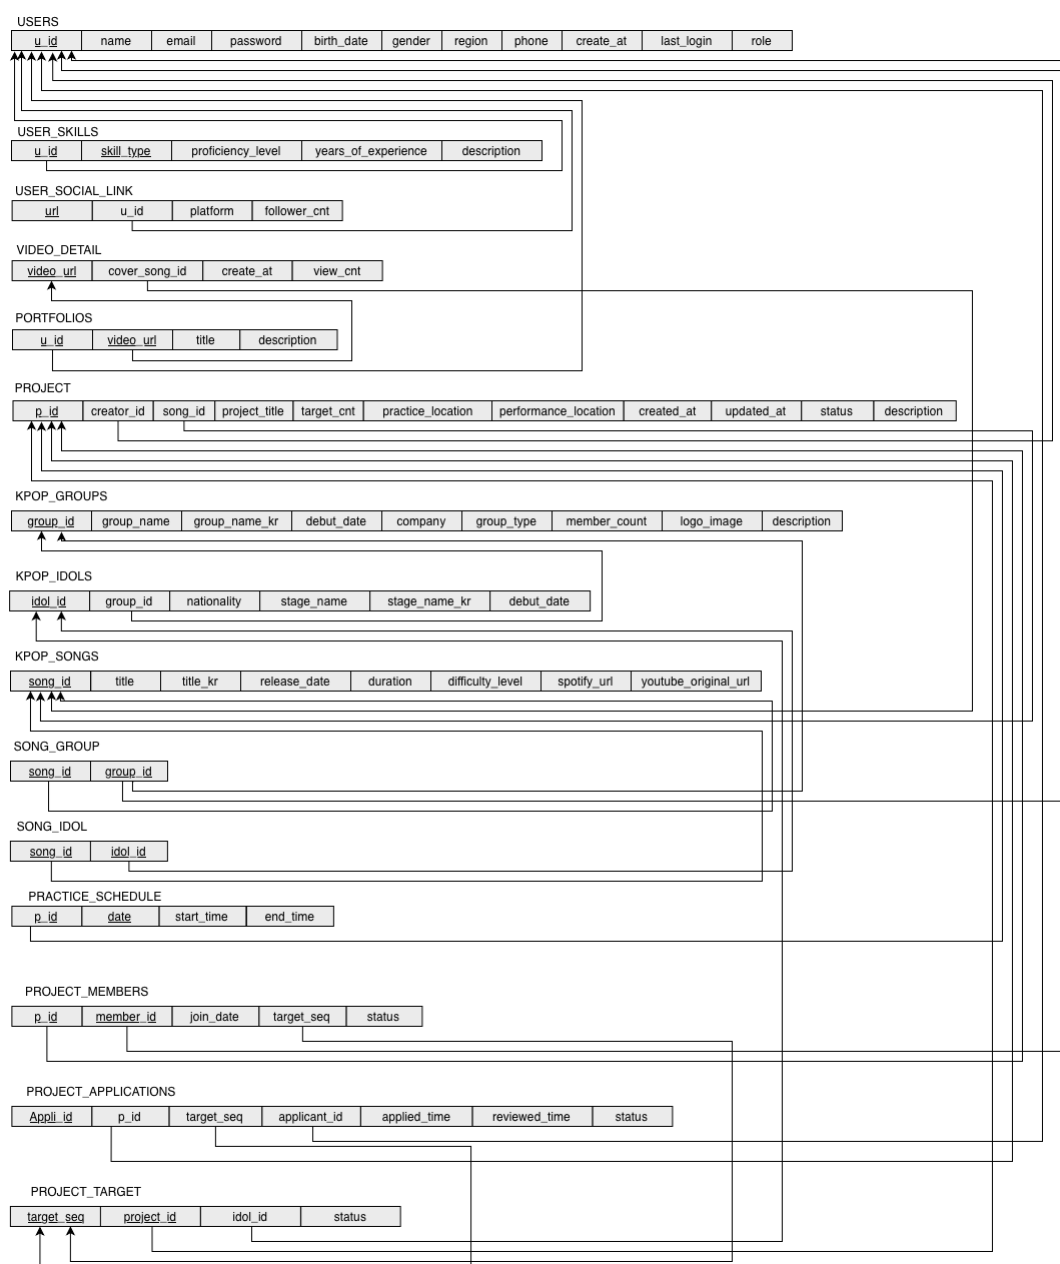 USERS
u_id name email password birth_date gender region phone create_at last_login role
USER_SKILLS
u_id skill_type proficiency_level years_of_experience description
USER_SOCIAL_LINK
url u_id platform follower_cnt
VIDEO_DETAIL
video_url cover_song_id create_at view_cnt
PORTFOLIOS
u_id video_url title description
PROJECT
p_id creator_id song_id project_title target_cnt practice_location performance_location created_at updated_at status description
KPOP_GROUPS
group_id group_name group_name_kr debut_date company group_type member_count logo_image description
KPOP_IDOLS
idol_id group_id nationality stage_name stage_name_kr debut_date
KPOP_SONGS
song_id title title_kr release_date duration difficulty_level spotify_url youtube_original_url
SONG_GROUP
song_id group_id
SONG_IDOL
song_id idol_id
PRACTICE_SCHEDULE
p_id date start_time end_time
PROJECT_MEMBERS
p_id member_id join_date target_seq status
PROJECT_APPLICATIONS
Appli_id p_id target_seq applicant_id applied_time reviewed_time status
PROJECT_TARGET
target_seq project_id idol_id status